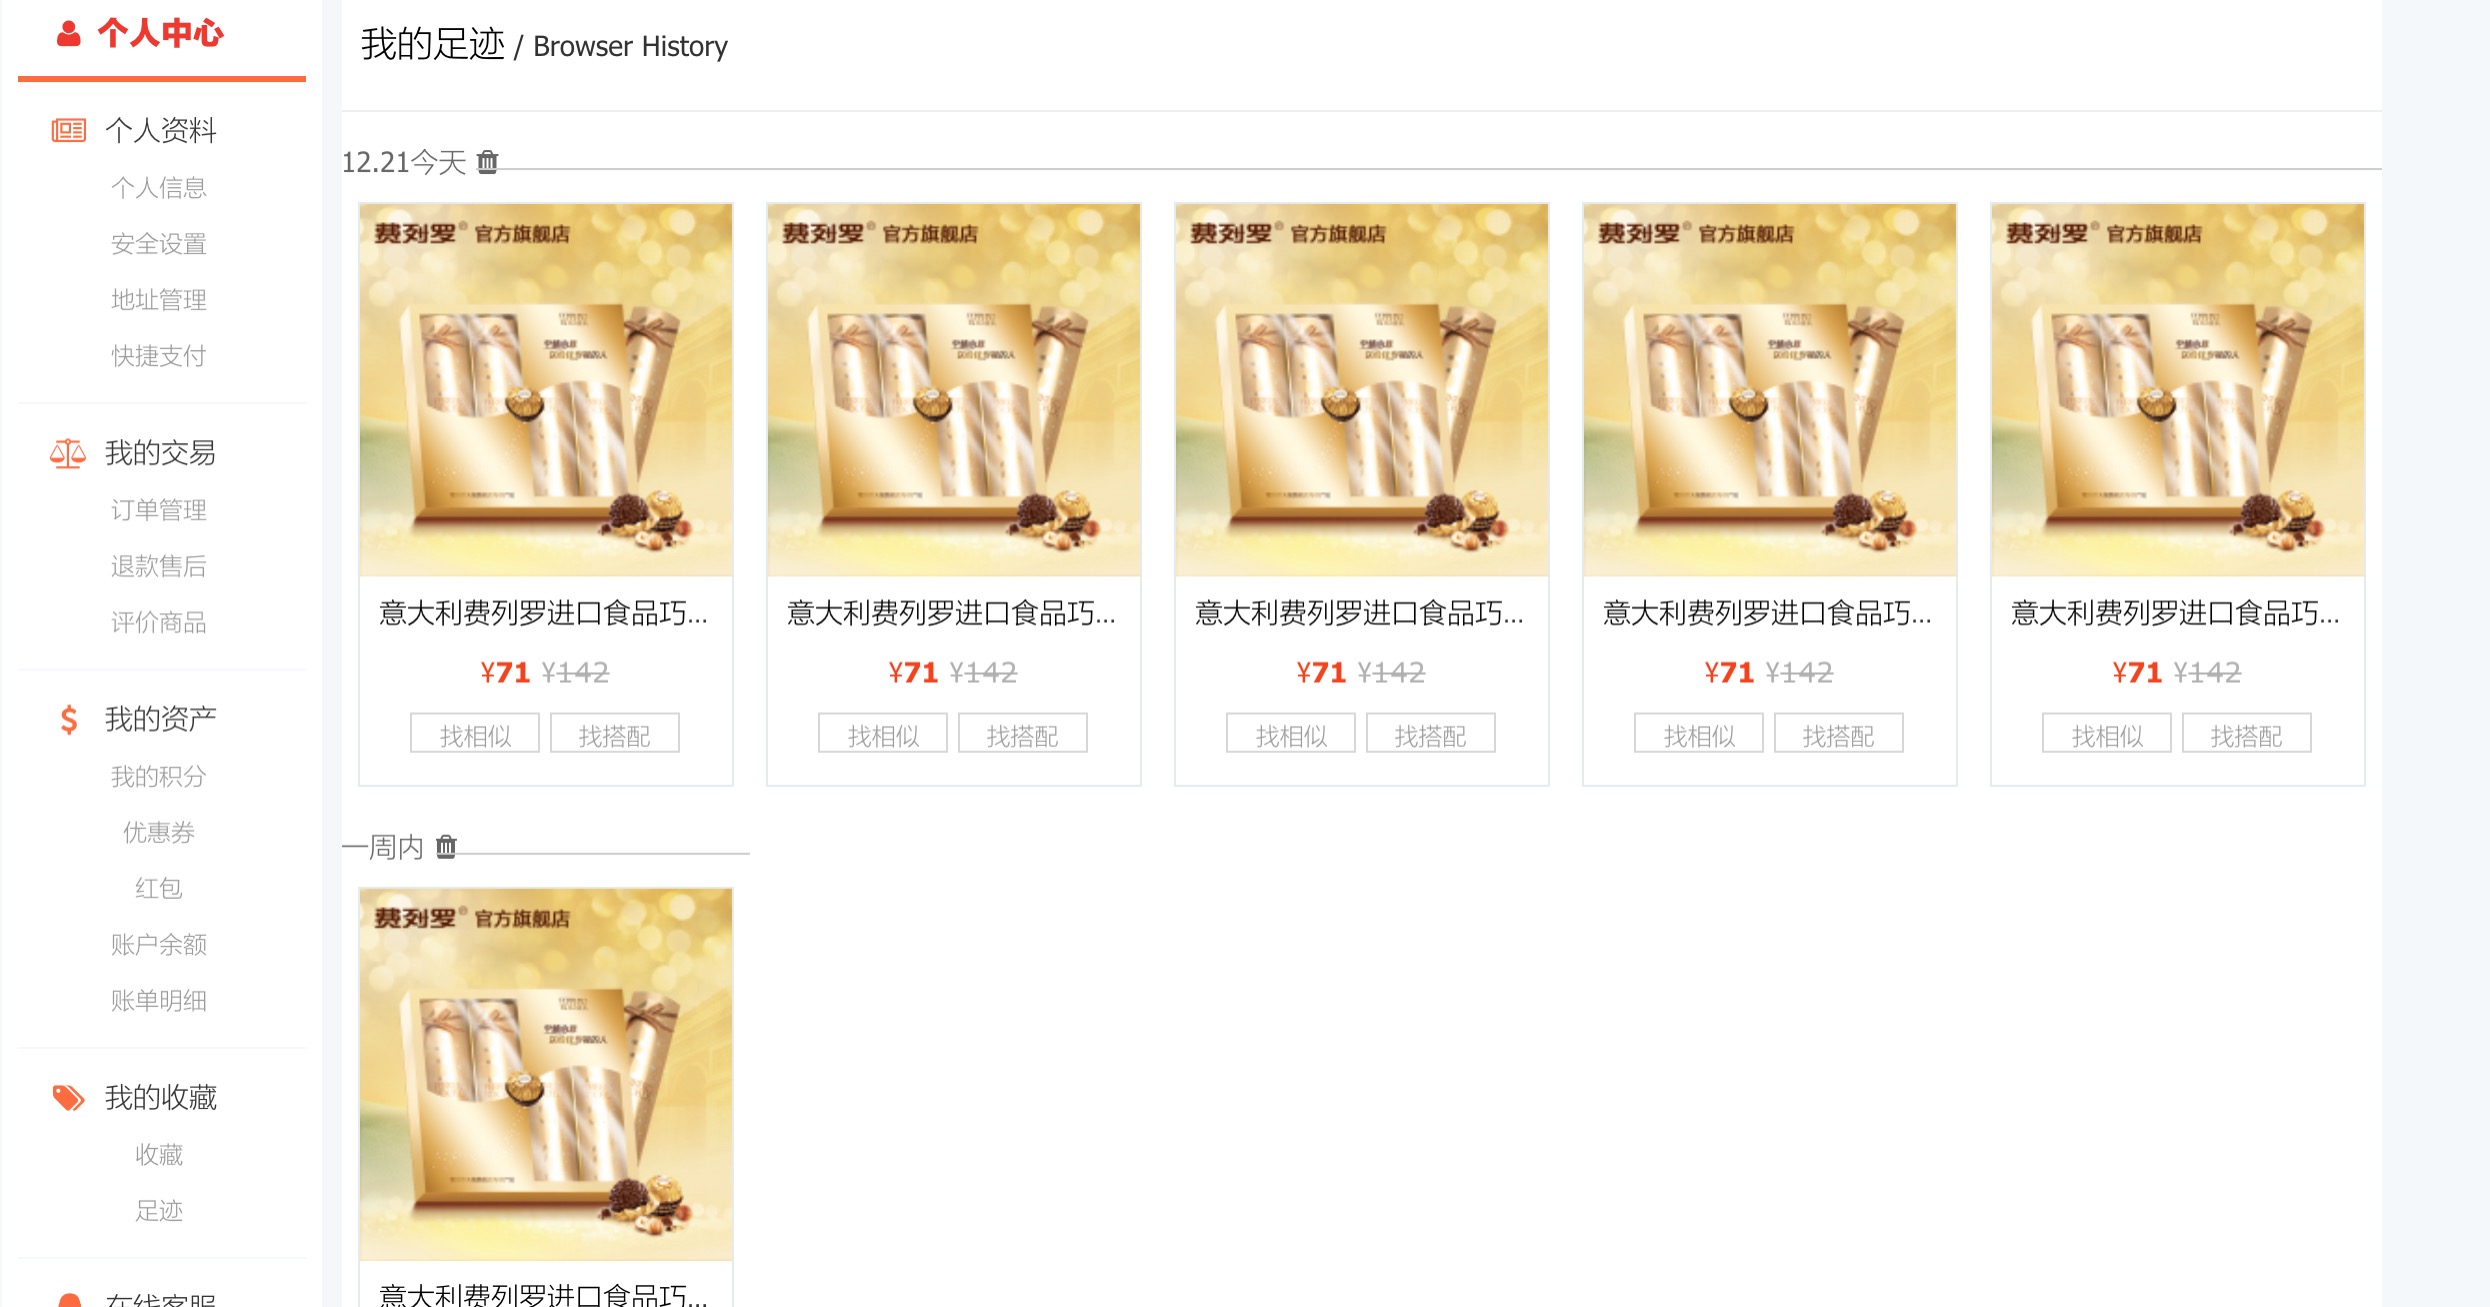 个人中心
个人资料
个人信息
安全设置
地址管理
快捷支付
我的交易
订单管理
退款售后
评价商品
我的资产
我的积分
优惠券
红包
账户余额
账单明细
我的收藏
收藏
足迹
在线客服
我的足迹 / Browser History
12.21今天
费列罗® 官方旗舰店
费列罗® 官方旗舰店
费列罗® 官方旗舰店
费列罗® 官方旗舰店
费列罗® 官方旗舰店
意大利费列罗进口食品巧...
意大利费列罗进口食品巧...
意大利费列罗进口食品巧...
意大利费列罗进口食品巧...
意大利费列罗进口食品巧...
¥71 ¥142
¥71 ¥142
¥71 ¥142
¥71 ¥142
¥71 ¥142
找相似 找搭配
找相似 找搭配
找相似 找搭配
找相似 找搭配
找相似 找搭配
一周内
费列罗® 官方旗舰店
意大利费列罗进口食品巧...